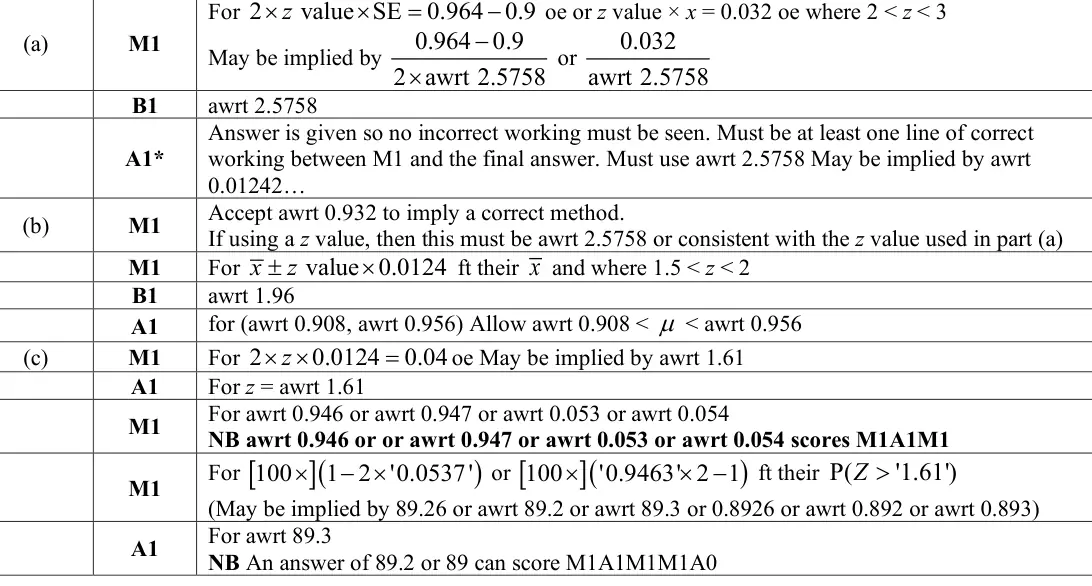 (a) M1 For 2 × z value × SE = 0.964 − 0.9 oe or z value × x = 0.032 oe where 2 < z < 3
May be implied by (0.964 − 0.9)/(2 × awrt 2.5758) or 0.032/(awrt 2.5758)
B1 awrt 2.5758
A1* Answer is given so no incorrect working must be seen. Must be at least one line of correct
working between M1 and the final answer. Must use awrt 2.5758 May be implied by awrt
0.01242…
(b) M1 Accept awrt 0.932 to imply a correct method.
If using a z value, then this must be awrt 2.5758 or consistent with the z value used in part (a)
M1 For x̄ ± z value × 0.0124 ft their x̄ and where 1.5 < z < 2
B1 awrt 1.96
A1 for (awrt 0.908, awrt 0.956) Allow awrt 0.908 < μ < awrt 0.956
(c) M1 For 2 × z × 0.0124 = 0.04 oe May be implied by awrt 1.61
A1 For z = awrt 1.61
M1 For awrt 0.946 or awrt 0.947 or awrt 0.053 or awrt 0.054
NB awrt 0.946 or or awrt 0.947 or awrt 0.053 or awrt 0.054 scores M1A1M1
M1 For [100×](1 − 2 × '0.0537') or [100×]('0.9463' × 2 − 1) ft their P(Z > '1.61')
(May be implied by 89.26 or awrt 89.2 or awrt 89.3 or 0.8926 or awrt 0.892 or awrt 0.893)
A1 For awrt 89.3
NB An answer of 89.2 or 89 can score M1A1M1M1A0